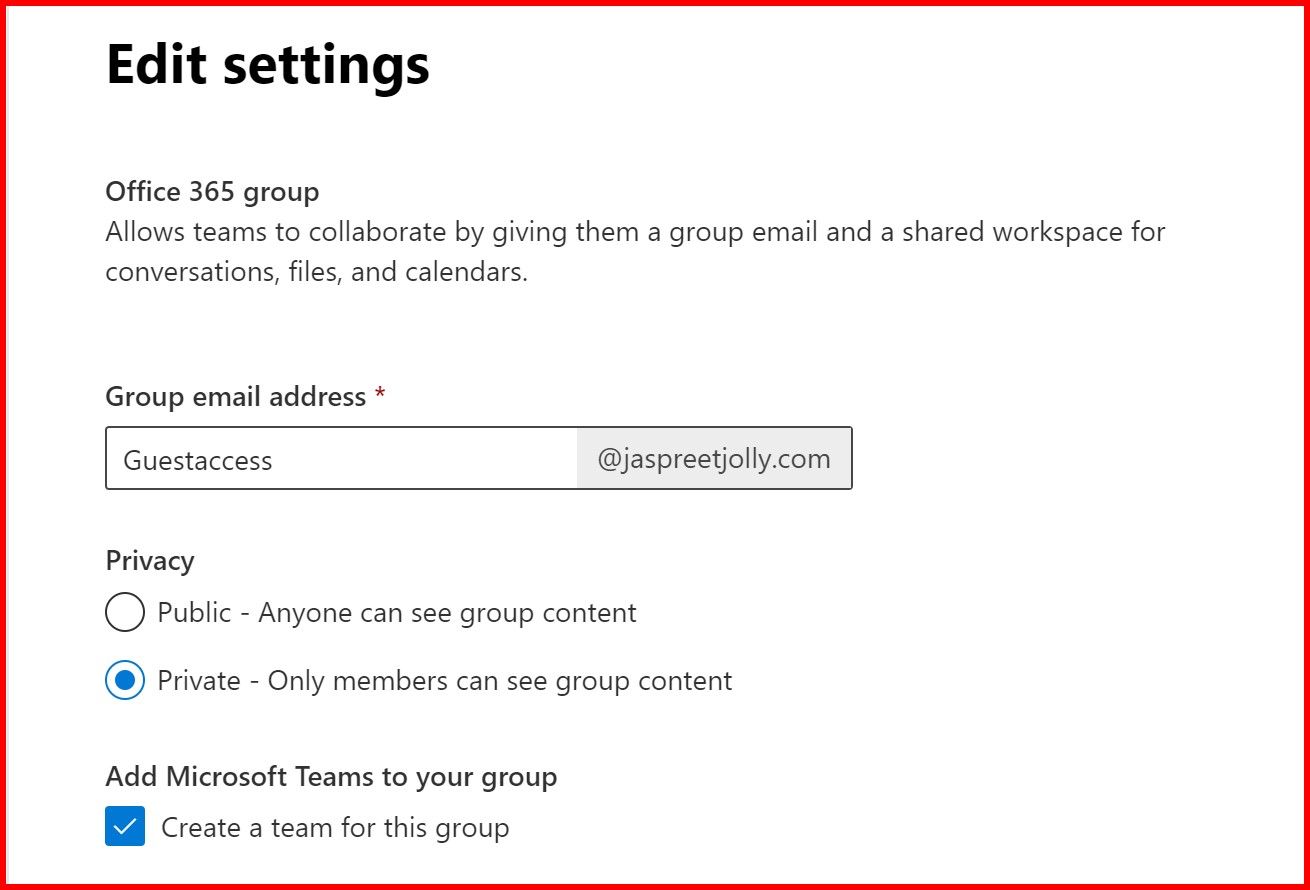 Edit settings
Office 365 group
Allows teams to collaborate by giving them a group email and a shared workspace for
conversations, files, and calendars.
Group email address *
Guestaccess @jaspreetjolly.com
Privacy
Public - Anyone can see group content
Private - Only members can see group content
Add Microsoft Teams to your group
Create a team for this group